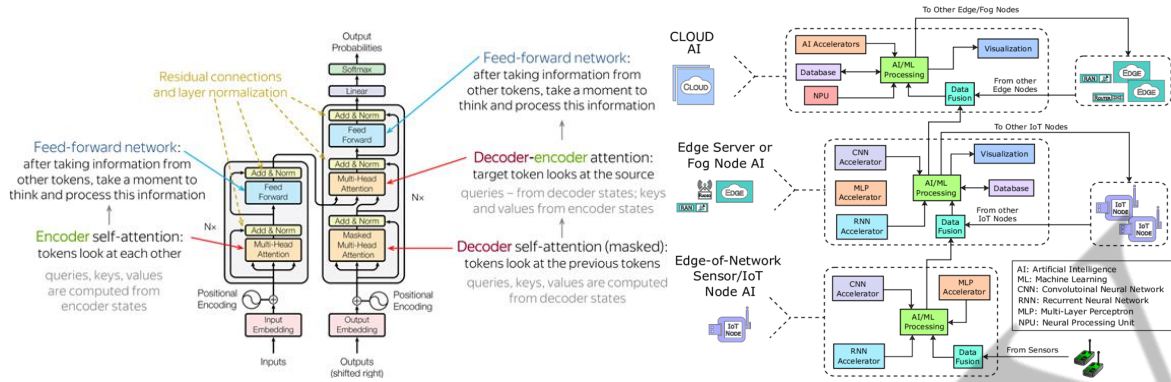 Output
Probabilities
Softmax
Linear
Add & Norm
Feed
Forward
Add & Norm
Multi-Head
Attention
Nx
Add & Norm
Masked
Multi-Head
Attention
Positional
Encoding
Output
Embedding
Outputs
(shifted right)
Residual connections
and layer normalization
Feed-forward network:
after taking information from
other tokens, take a moment to
think and process this information
Add & Norm
Feed
Forward
Nx
Add & Norm
Multi-Head
Attention
Encoder self-attention:
tokens look at each other
queries, keys, values
are computed from
encoder states
Positional
Encoding
Input
Embedding
Inputs
Feed-forward network:
after taking information from
other tokens, take a moment to
think and process this information
Decoder-encoder attention:
target token looks at the source
queries – from decoder states; keys
and values from encoder states
Decoder self-attention (masked):
tokens look at the previous tokens
queries, keys, values are computed
from decoder states
CLOUD
AI
CLOUD
To Other Edge/Fog Nodes
AI Accelerators
Database
NPU
AI/ML
Processing
Visualization
Data
Fusion
From other
Edge Nodes
EDGE
EDGE
RAN
Router
Edge Server or
Fog Node AI
EDGE
RAN
To Other IoT Nodes
CNN
Accelerator
MLP
Accelerator
RNN
Accelerator
AI/ML
Processing
Visualization
Database
Data
Fusion
From other
IoT Nodes
IoT
NODE
IoT
NODE
Edge-of-Network
Sensor/IoT
Node AI
IoT
NODE
CNN
Accelerator
MLP
Accelerator
AI/ML
Processing
RNN
Accelerator
Data
Fusion
From Sensors
AI: Artificial Intelligence
ML: Machine Learning
CNN: Convolutoinal Neural Network
RNN: Recurrent Neural Network
MLP: Multi-Layer Perceptron
NPU: Neural Processing Unit